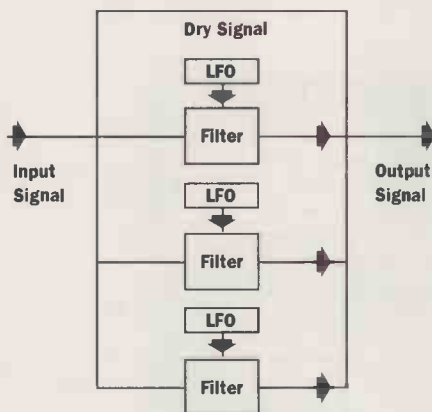 Dry Signal
LFO
Filter
Input
Signal
Output
Signal
LFO
Filter
LFO
Filter